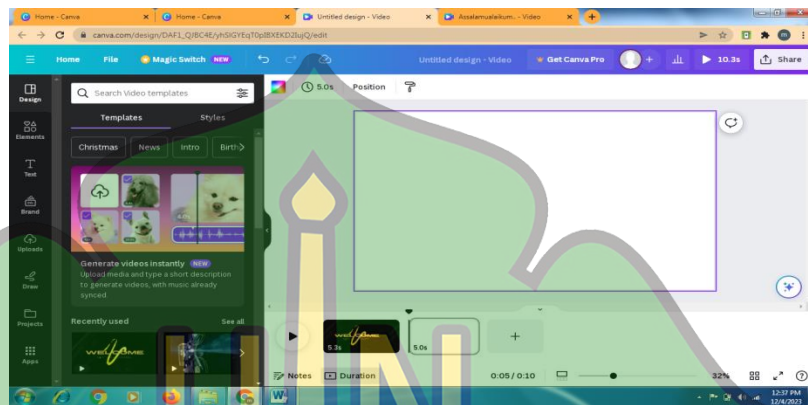 Home - Canva
Home - Canva
Untitled design - Video
Assalamualaikum.. - Video
canva.com/design/DAF1_QJBC4E/yhSIGYEqT0pIBXEKD2IujQ/edit
Home File Magic Switch NEW Untitled design - Video Get Canva Pro 10.3s Share
Design
Search Video templates
5.0s Position
Templates Styles
Elements
Christmas News Intro Birth
Text
Brand
Uploads
Generate videos instantly NEW
Upload media and type a short description
to generate videos, with music already
synced.
Draw
Projects
Recently used See all
WELCOME
WELCOME
5.3s
5.0s
Apps
Notes Duration 0:05 / 0:10 32%
12:37 PM
12/4/2023